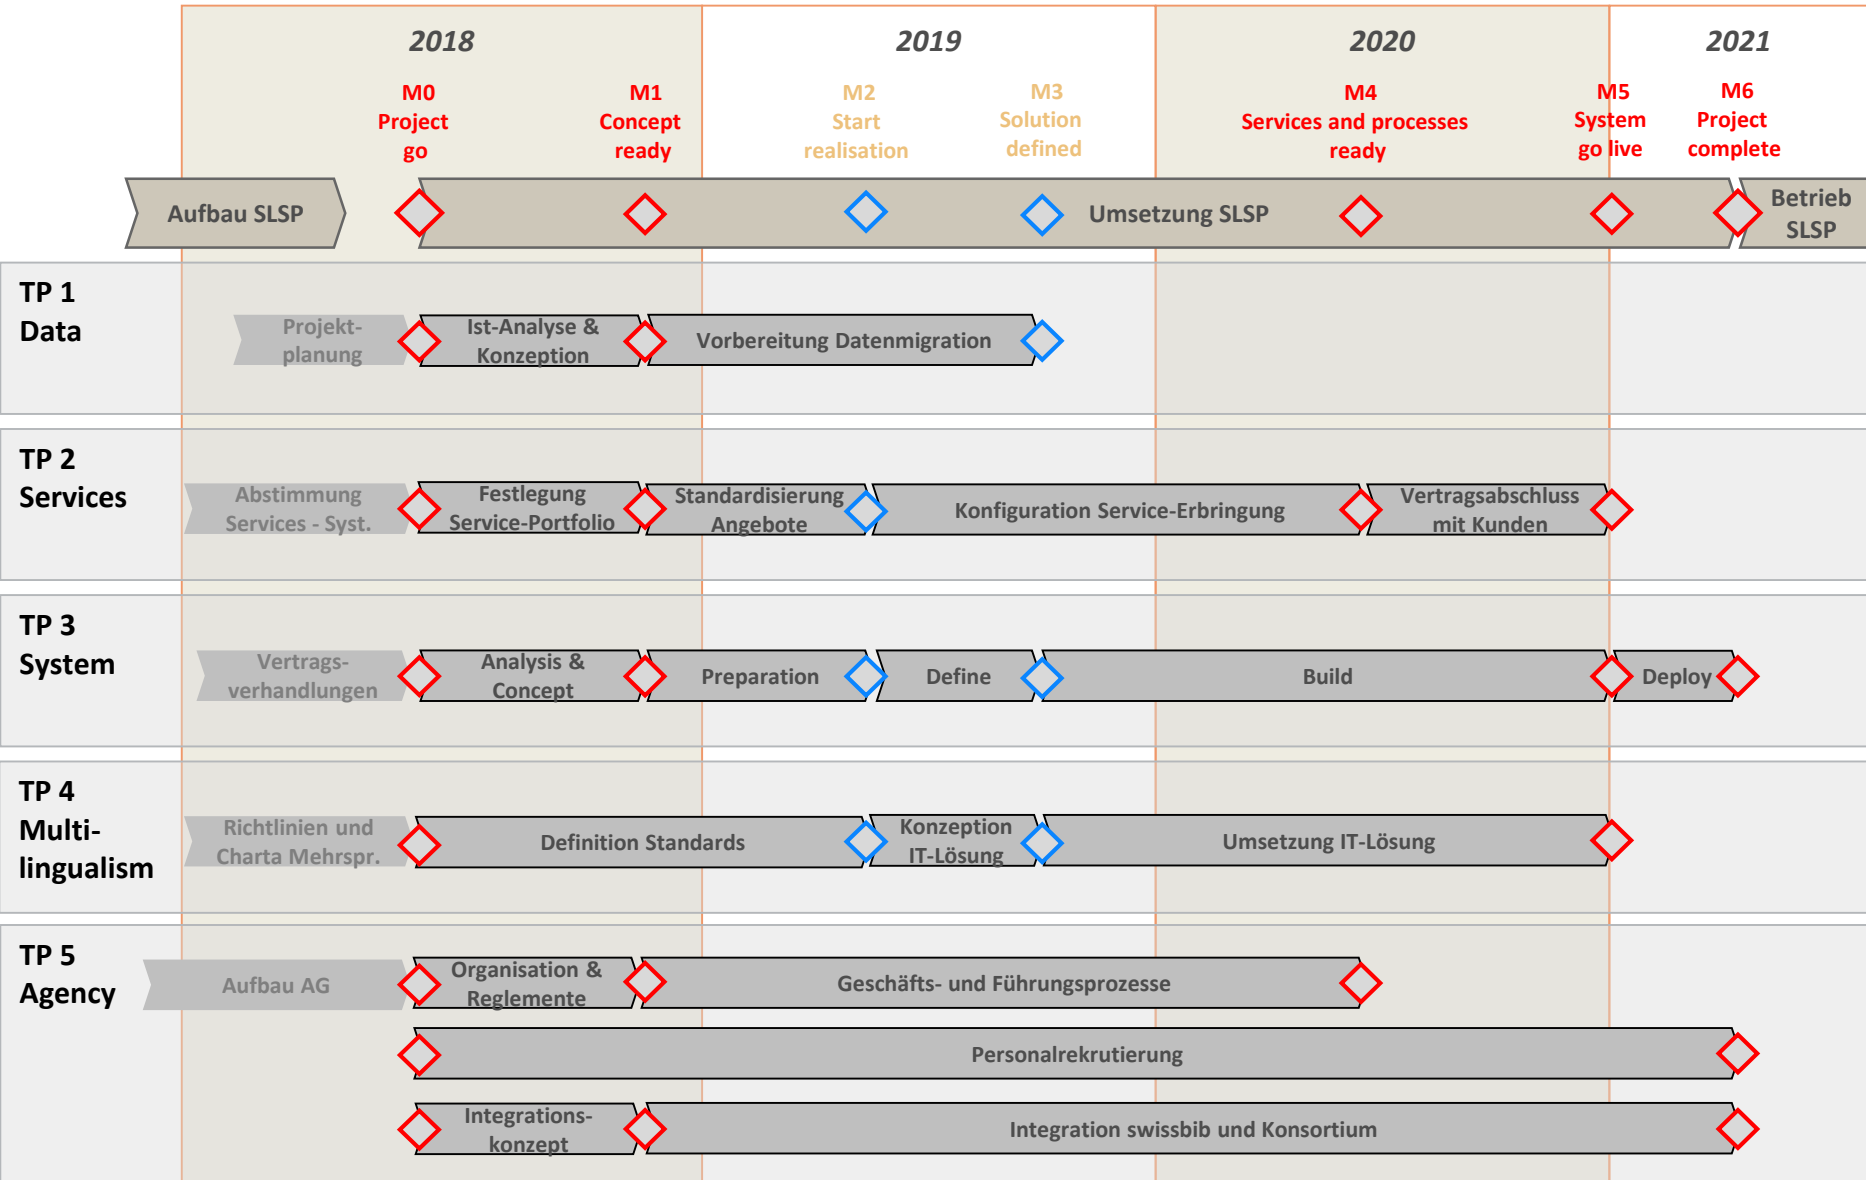 2018
2019
2020
2021
M0
Project
go
M1
Concept
ready
M2
Start
realisation
M3
Solution
defined
M4
Services and processes
ready
M5
System
go live
M6
Project
complete
Aufbau SLSP
Umsetzung SLSP
Betrieb
SLSP
TP 1
Data
Projekt-
planung
Ist-Analyse &
Konzeption
Vorbereitung Datenmigration
TP 2
Services
Abstimmung
Services - Syst.
Festlegung
Service-Portfolio
Standardisierung
Angebote
Konfiguration Service-Erbringung
Vertragsabschluss
mit Kunden
TP 3
System
Vertrags-
verhandlungen
Analysis &
Concept
Preparation
Define
Build
Deploy
TP 4
Multi-
lingualism
Richtlinien und
Charta Mehrspr.
Definition Standards
Konzeption
IT-Lösung
Umsetzung IT-Lösung
TP 5
Agency
Aufbau AG
Organisation &
Reglemente
Geschäfts- und Führungsprozesse
Personalrekrutierung
Integrations-
konzept
Integration swissbib und Konsortium